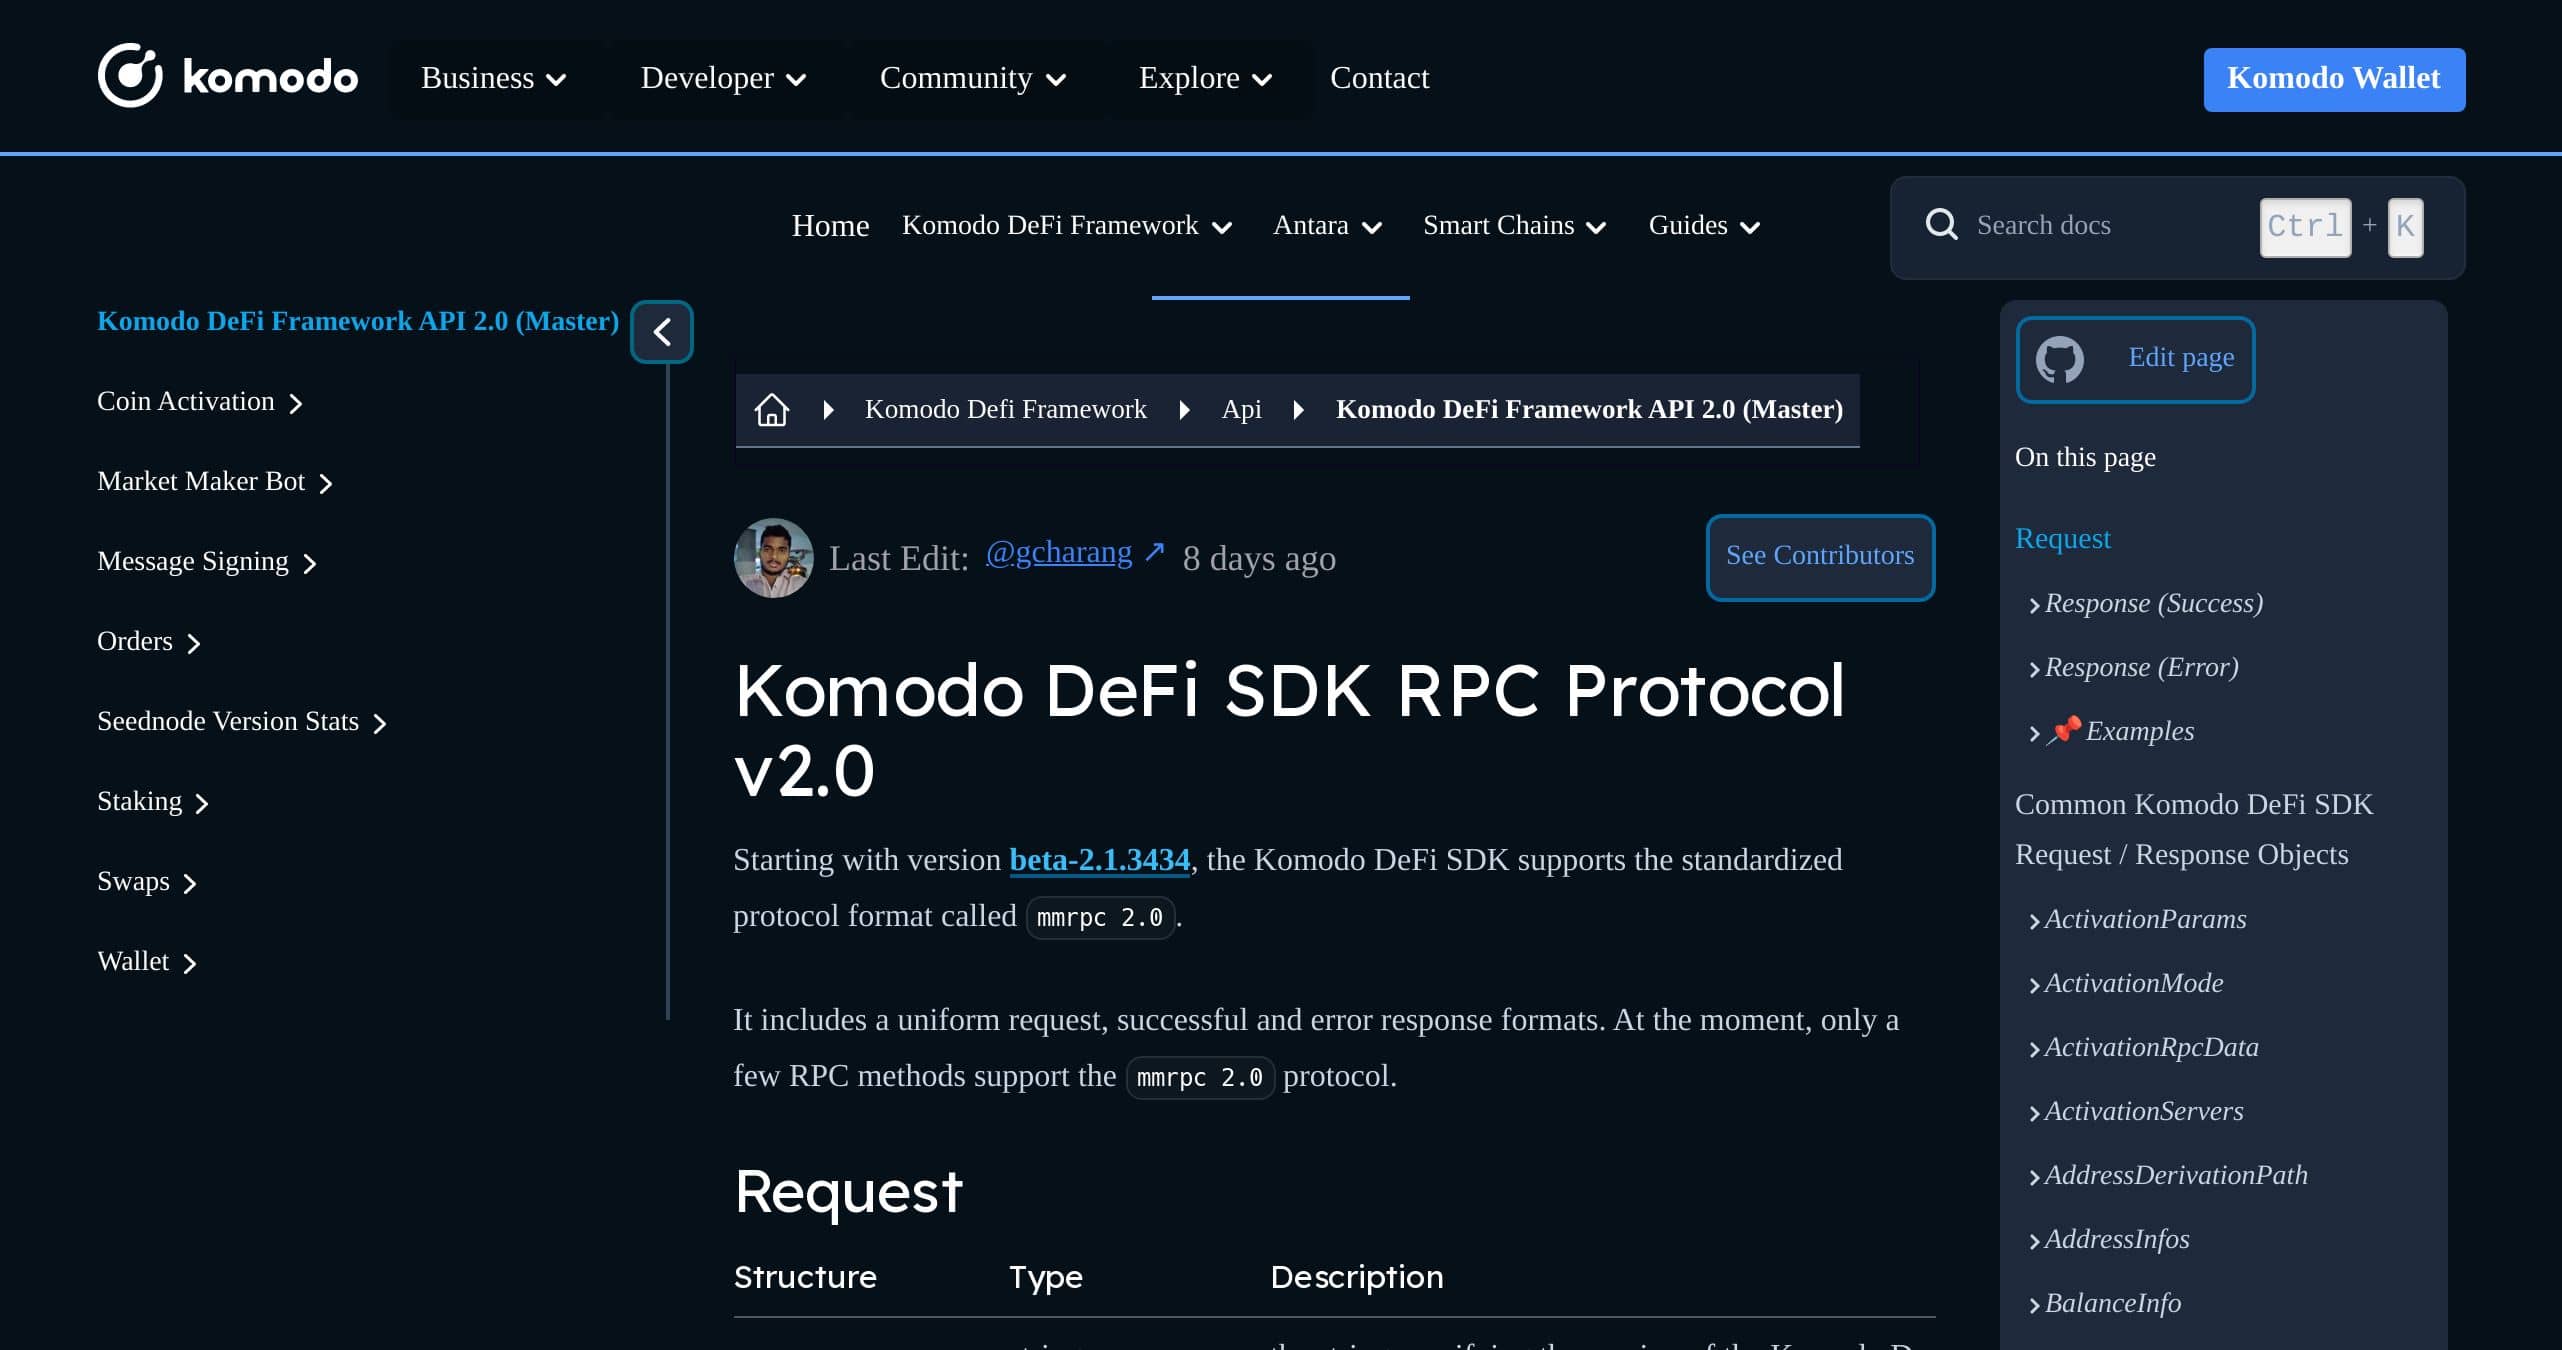 komodo
Business
Developer
Community
Explore
Contact
Komodo Wallet
Home
Komodo DeFi Framework
Antara
Smart Chains
Guides
Search docs
Ctrl + K
Komodo DeFi Framework API 2.0 (Master)
Coin Activation
Market Maker Bot
Message Signing
Orders
Seednode Version Stats
Staking
Swaps
Wallet
Komodo Defi Framework
Api
Komodo DeFi Framework API 2.0 (Master)
Last Edit: @gcharang ↗ 8 days ago
See Contributors
Komodo DeFi SDK RPC Protocol
v2.0
Starting with version beta-2.1.3434, the Komodo DeFi SDK supports the standardized
protocol format called mmrpc 2.0.
It includes a uniform request, successful and error response formats. At the moment, only a
few RPC methods support the mmrpc 2.0 protocol.
Request
Structure Type Description
Edit page
On this page
Request
Response (Success)
Response (Error)
📌 Examples
Common Komodo DeFi SDK
Request / Response Objects
ActivationParams
ActivationMode
ActivationRpcData
ActivationServers
AddressDerivationPath
AddressInfos
BalanceInfo